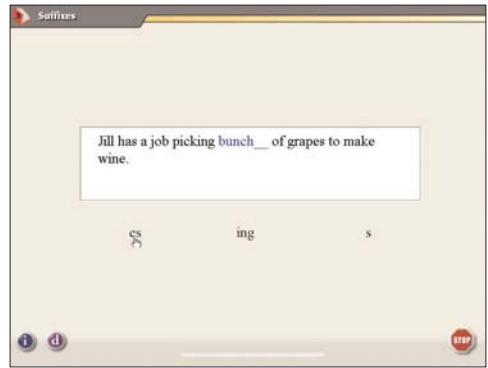 Suffixes
Jill has a job picking bunch__ of grapes to make
wine.
es ing s
i d STOP